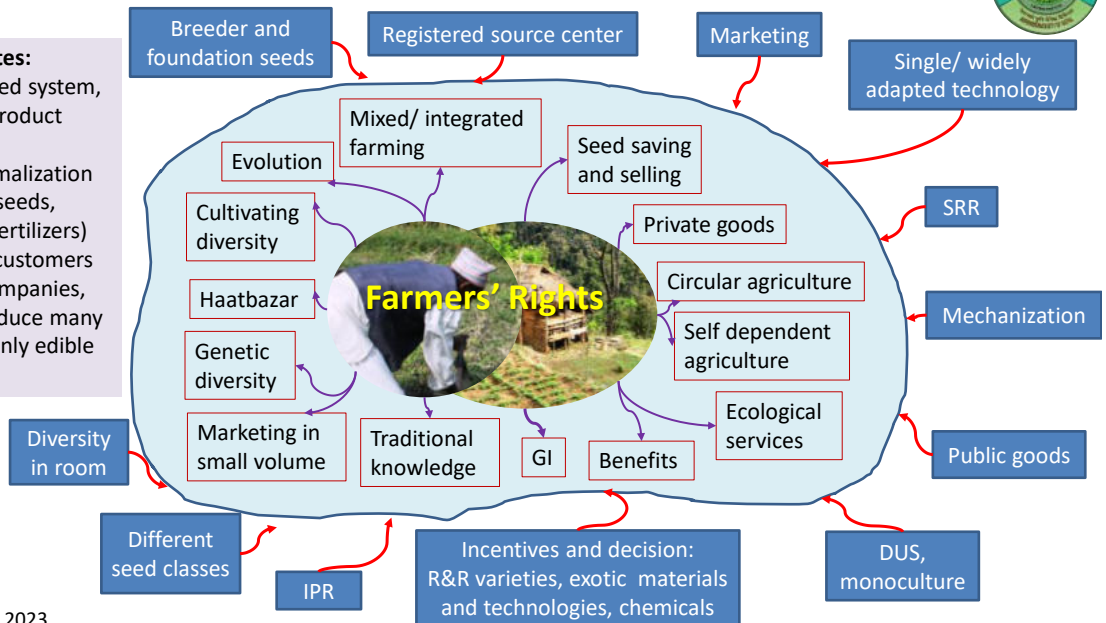 Breeder and
foundation seeds
Registered source center
Marketing
Single/ widely
adapted technology
tes:
ed system,
roduct
malization
seeds,
ertilizers)
customers
mpanies,
duce many
nly edible
Mixed/ integrated
farming
Seed saving
and selling
Evolution
Cultivating
diversity
Private goods
SRR
Circular agriculture
Haatbazar
Farmers' Rights
Self dependent
agriculture
Mechanization
Genetic
diversity
Ecological
services
Marketing in
small volume
Traditional
knowledge
GI
Benefits
Diversity
in room
Public goods
Different
seed classes
IPR
Incentives and decision:
R&R varieties, exotic materials
and technologies, chemicals
DUS,
monoculture
2023